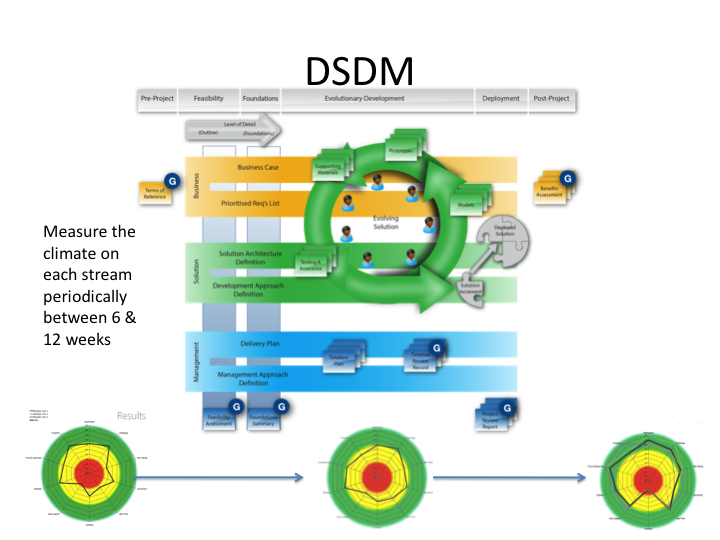 DSDM
Pre-Project Feasibility Foundations Evolutionary Development Deployment Post-Project
Level of Detail
(Outline) (Foundations)
Business
Business Case
Prioritised Req's List
Terms of
Reference
G
Supporting
Materials
Prototypes
Models
Evolving
Solution
Benefits
Assessment
G
Deployed
Solution
Solution
Increment
Measure the
climate on
each stream
periodically
between 6 &
12 weeks
Solution
Solution Architecture
Definition
Development Approach
Definition
Testing &
Assurance
Management
Delivery Plan
Management Approach
Definition
Timebox
Plan
Timebox
Review
Record
G
Feasibility
Assessment
G
Foundations
Summary
G
Project
Review
Report
G
Results